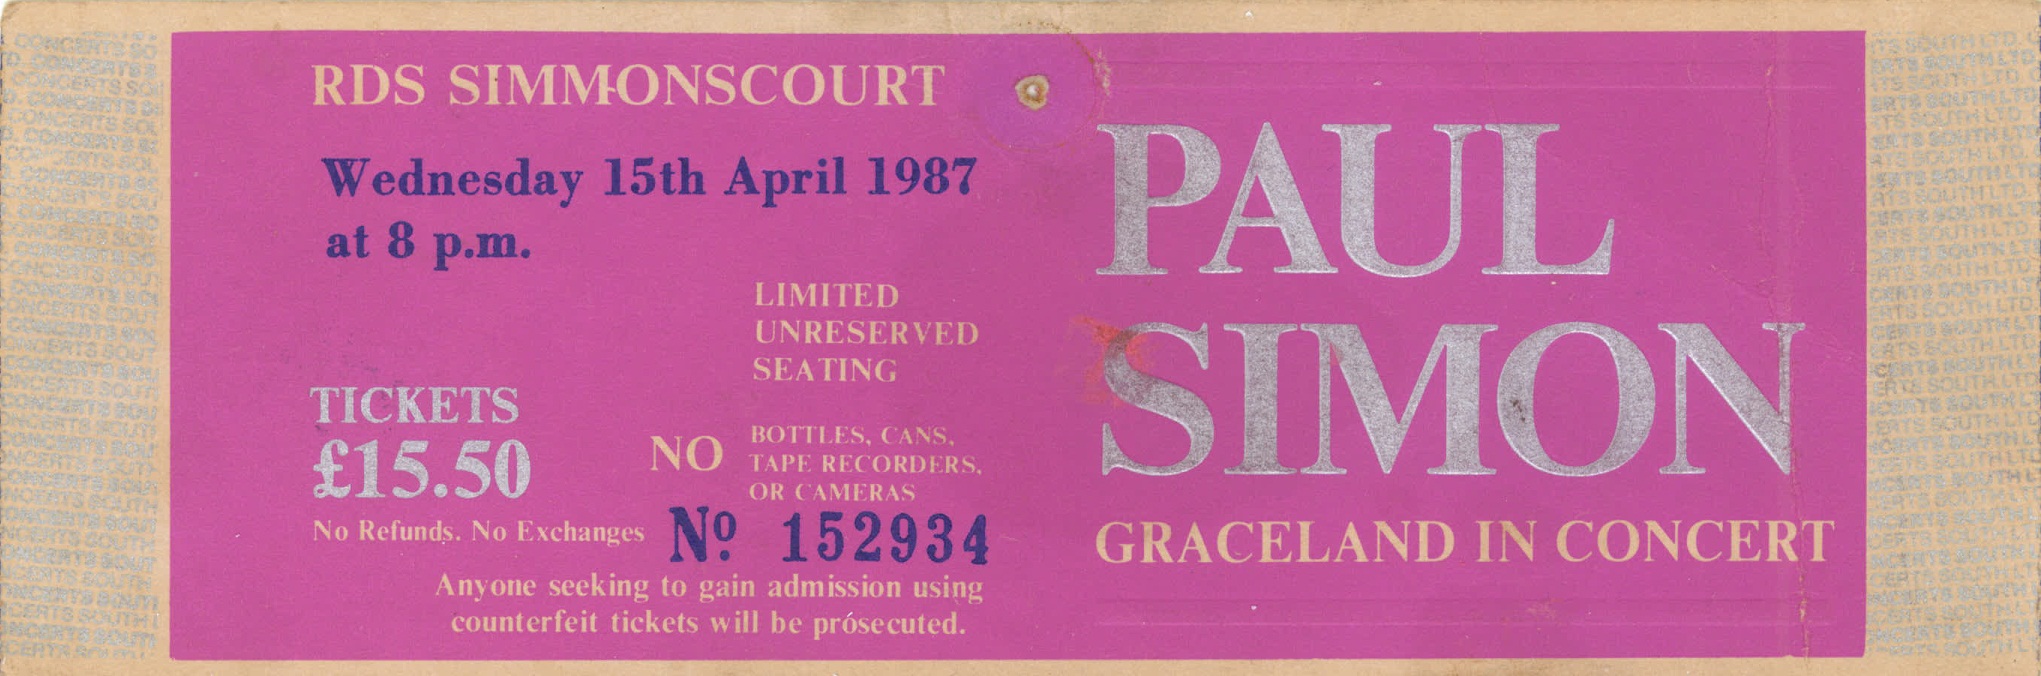 RDS SIMMONSCOURT
Wednesday 15th April 1987
at 8 p.m.
LIMITED
UNRESERVED
SEATING
TICKETS
£15.50
NO BOTTLES, CANS,
TAPE RECORDERS,
OR CAMERAS
No Refunds. No Exchanges
Nº 152934
Anyone seeking to gain admission using
counterfeit tickets will be prosecuted.
PAUL
SIMON
GRACELAND IN CONCERT